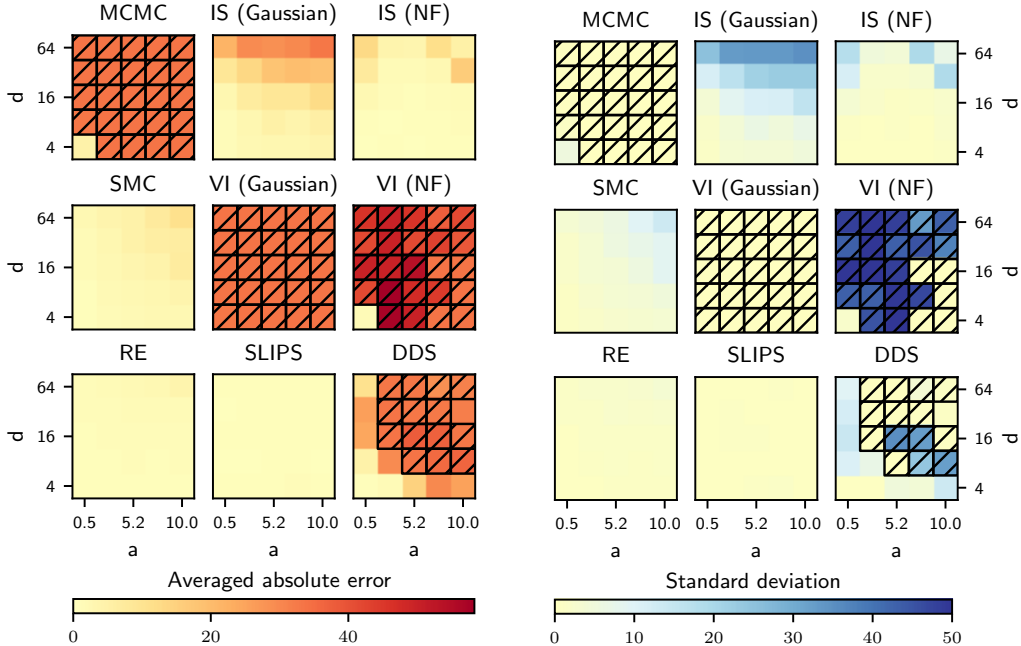 MCMC IS (Gaussian) IS (NF) MCMC IS (Gaussian) IS (NF)
64 64
d 16 16 d
4 4
SMC VI (Gaussian) VI (NF) SMC VI (Gaussian) VI (NF)
64 64
d 16 16 d
4 4
RE SLIPS DDS RE SLIPS DDS
64 64
d 16 16 d
4 4
0.5 5.2 10.0 0.5 5.2 10.0 0.5 5.2 10.0 0.5 5.2 10.0 0.5 5.2 10.0 0.5 5.2 10.0
a a a a a a
Averaged absolute error Standard deviation
0 20 40 0 10 20 30 40 50